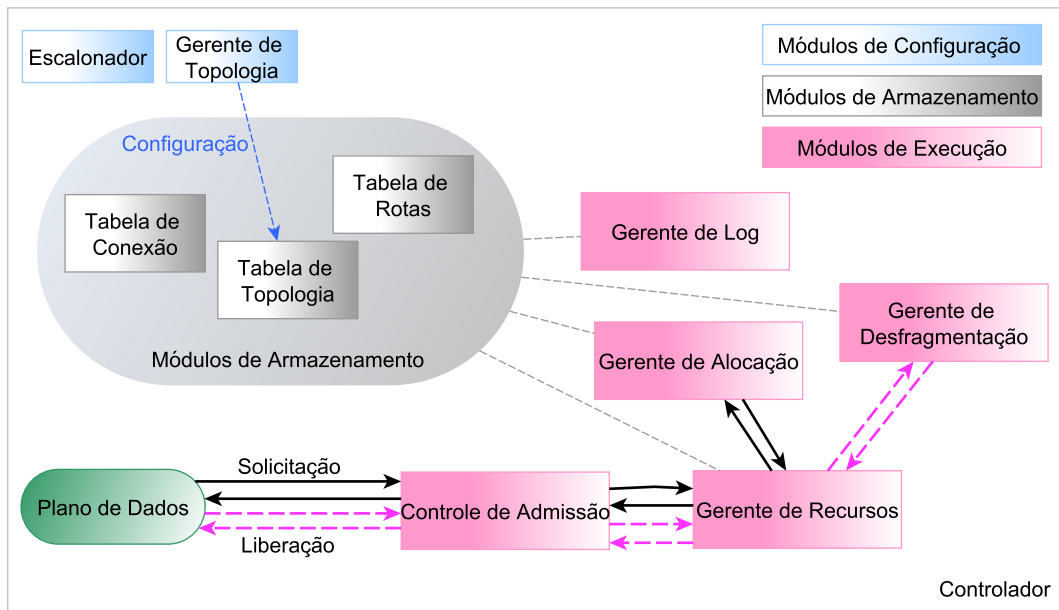 Escalonador
Gerente de
Topologia
Módulos de Configuração
Módulos de Armazenamento
Módulos de Execução
Configuração
Tabela de
Rotas
Tabela de
Conexão
Tabela de
Topologia
Gerente de Log
Gerente de
Desfragmentação
Módulos de Armazenamento
Gerente de Alocação
Solicitação
Plano de Dados
Controle de Admissão
Gerente de Recursos
Liberação
Controlador